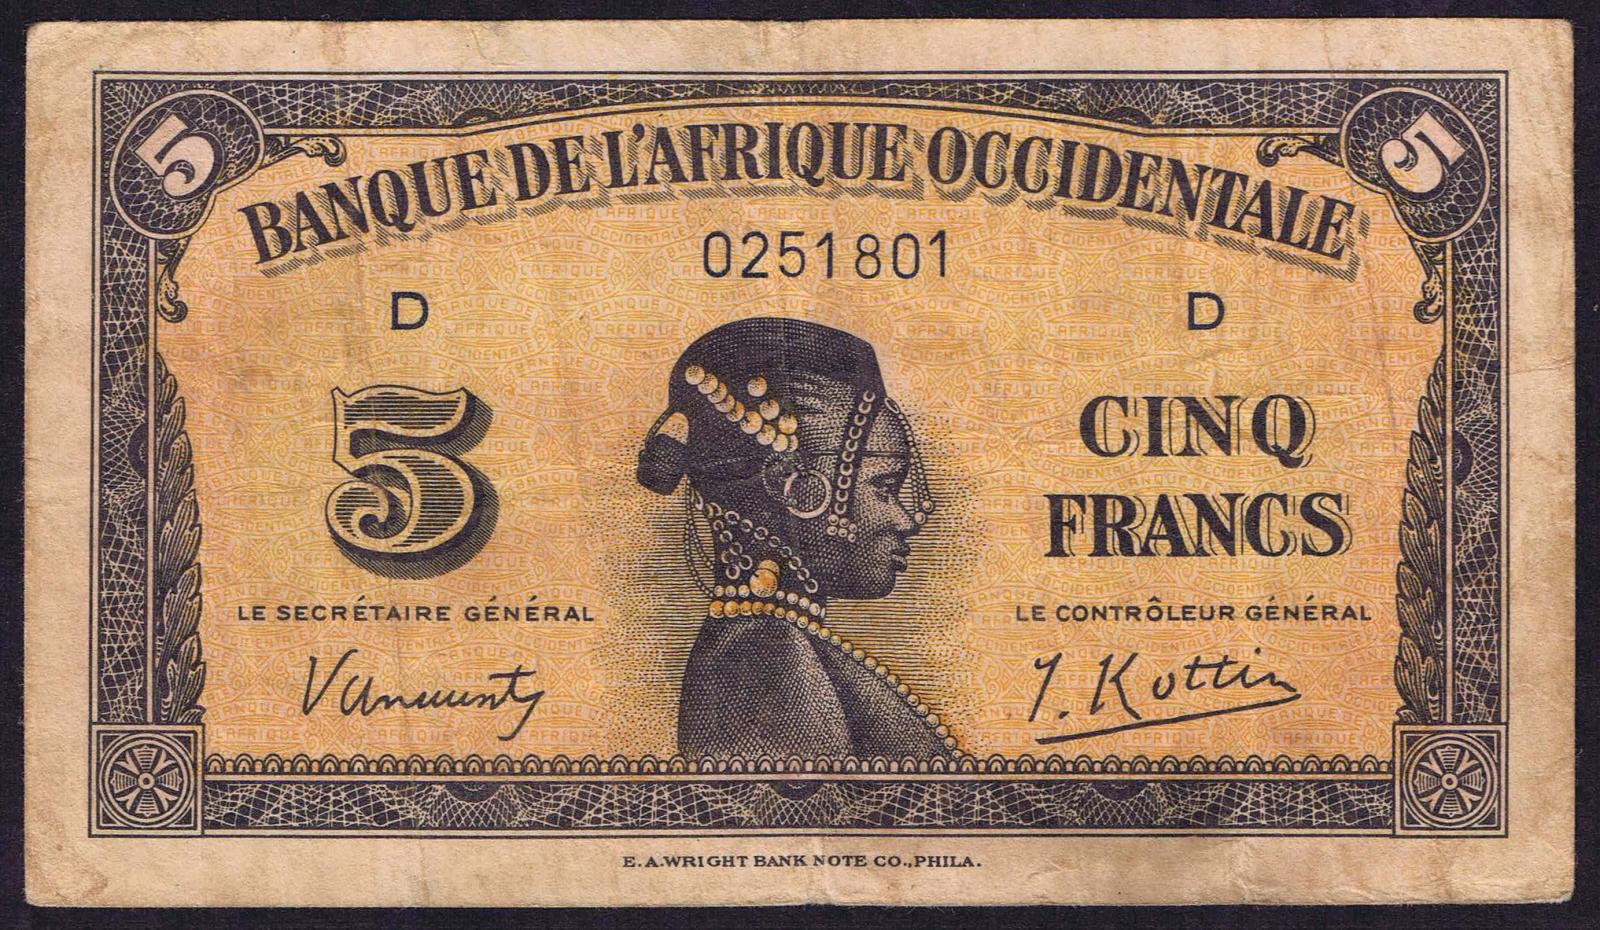 5 5
BANQUE DE L'AFRIQUE OCCIDENTALE
0251801
D D
5
CINQ
FRANCS
LE SECRÉTAIRE GÉNÉRAL
LE CONTRÔLEUR GÉNÉRAL
E.A.WRIGHT BANK NOTE CO.,PHILA.